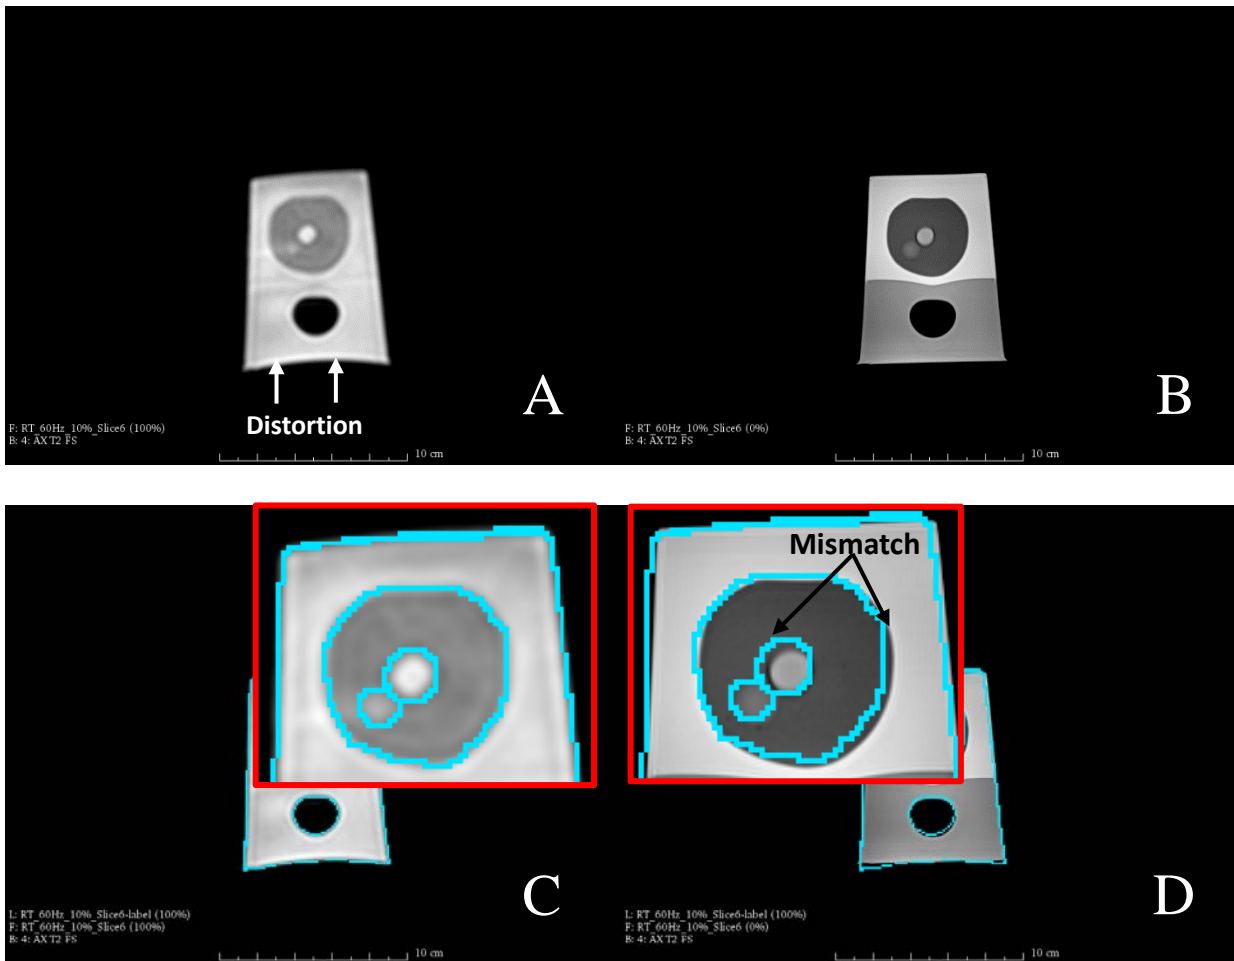 Distortion
A
F: RT_60Hz_10%_Slice6 (100%)
B: 4: AX T2 FS
10 cm
B
F: RT_60Hz_10%_Slice6 (0%)
B: 4: AX T2 FS
10 cm
C
L: RT_60Hz_10%_Slice6-label (100%)
F: RT_60Hz_10%_Slice6 (100%)
B: 4: AX T2 FS
10 cm
Mismatch
D
L: RT_60Hz_10%_Slice6-label (100%)
F: RT_60Hz_10%_Slice6 (0%)
B: 4: AX T2 FS
10 cm